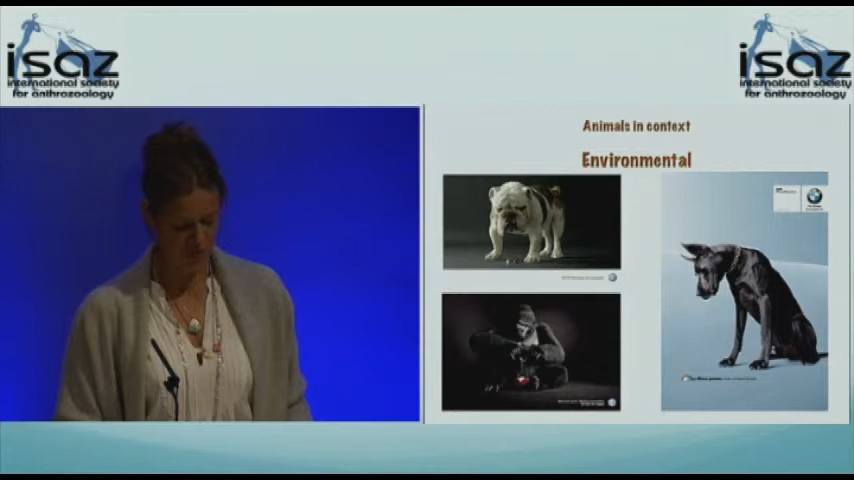 isaz
international society
for anthrozoology
isaz
international society
for anthrozoology
Animals in context
Environmental